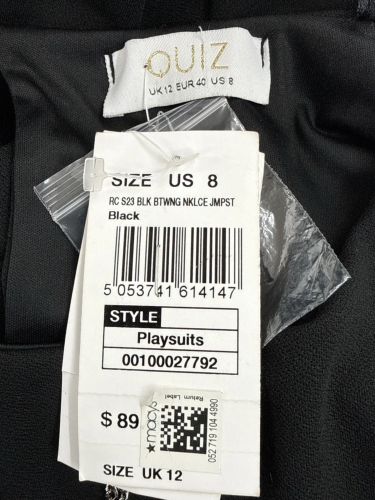 QUIZ
UK 12 EUR 40 US 8
SIZE US 8
RC S23 BLK BTWNG NKLCE JMPST
Black
5 053741 614147
STYLE
Playsuits
00100027792
$ 89
★macy's
Return Label
052 719 104 4990
SIZE UK 12